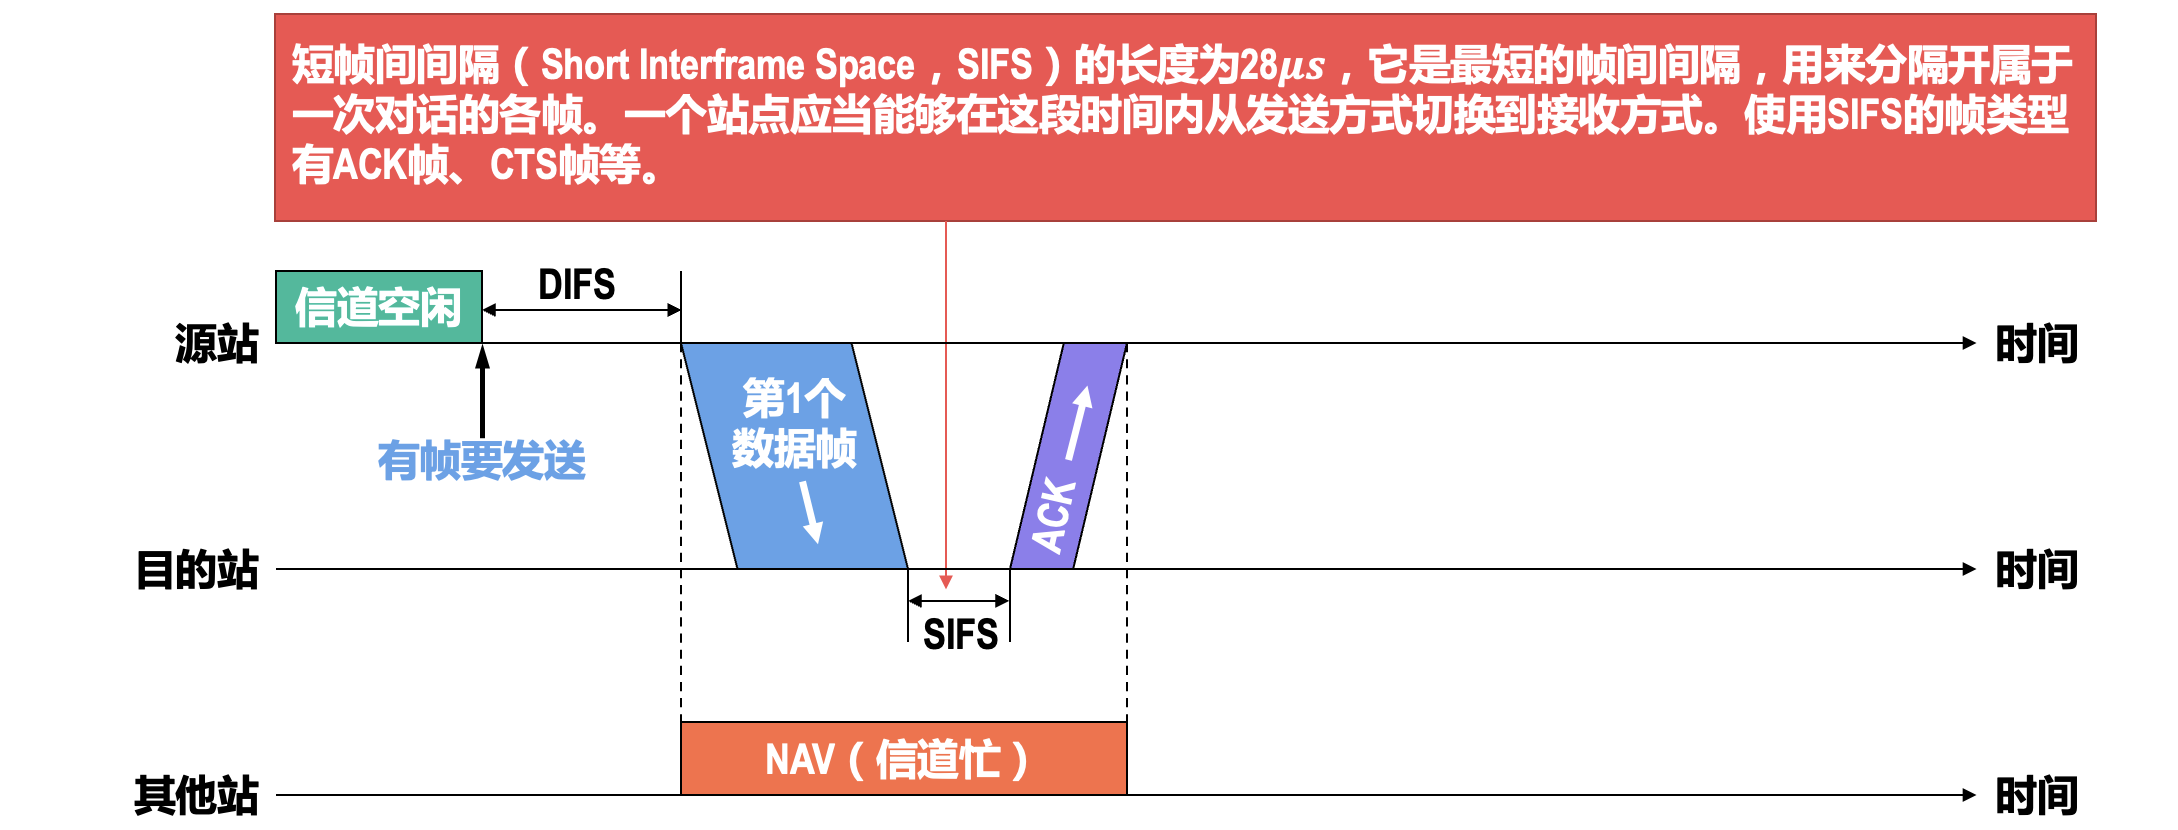 短帧间间隔（Short Interframe Space，SIFS）的长度为28μs，它是最短的帧间间隔，用来分隔开属于
一次对话的各帧。一个站点应当能够在这段时间内从发送方式切换到接收方式。使用SIFS的帧类型
有ACK帧、CTS帧等。
DIFS
信道空闲
源站
时间
第1个
数据帧
有帧要发送
ACK
目的站
时间
SIFS
NAV（信道忙）
其他站
时间